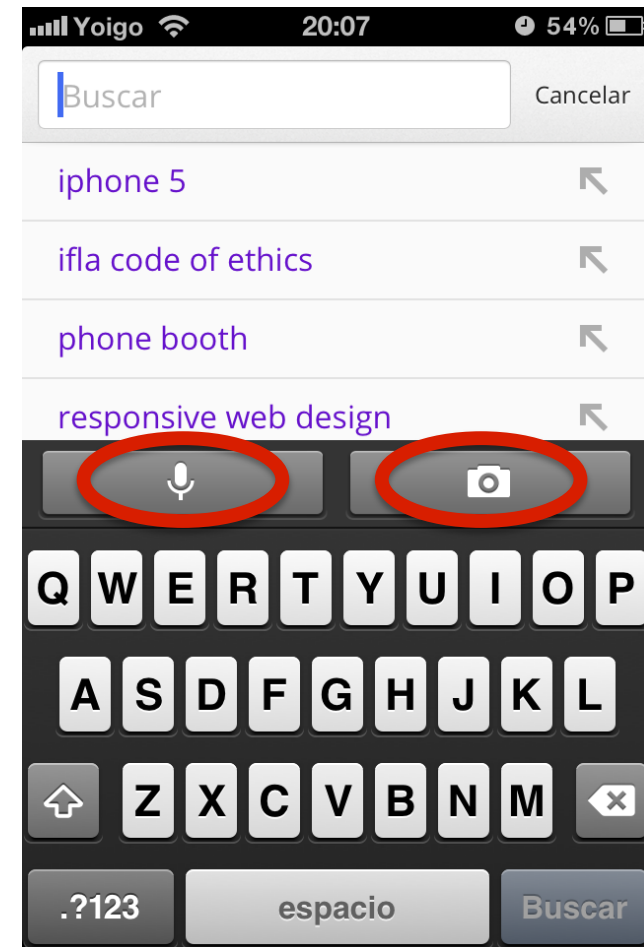 Yoigo 20:07 54%
Buscar Cancelar
iphone 5
ifla code of ethics
phone booth
responsive web design
Q W E R T Y U I O P
A S D F G H J K L
Z X C V B N M
.?123 espacio Buscar